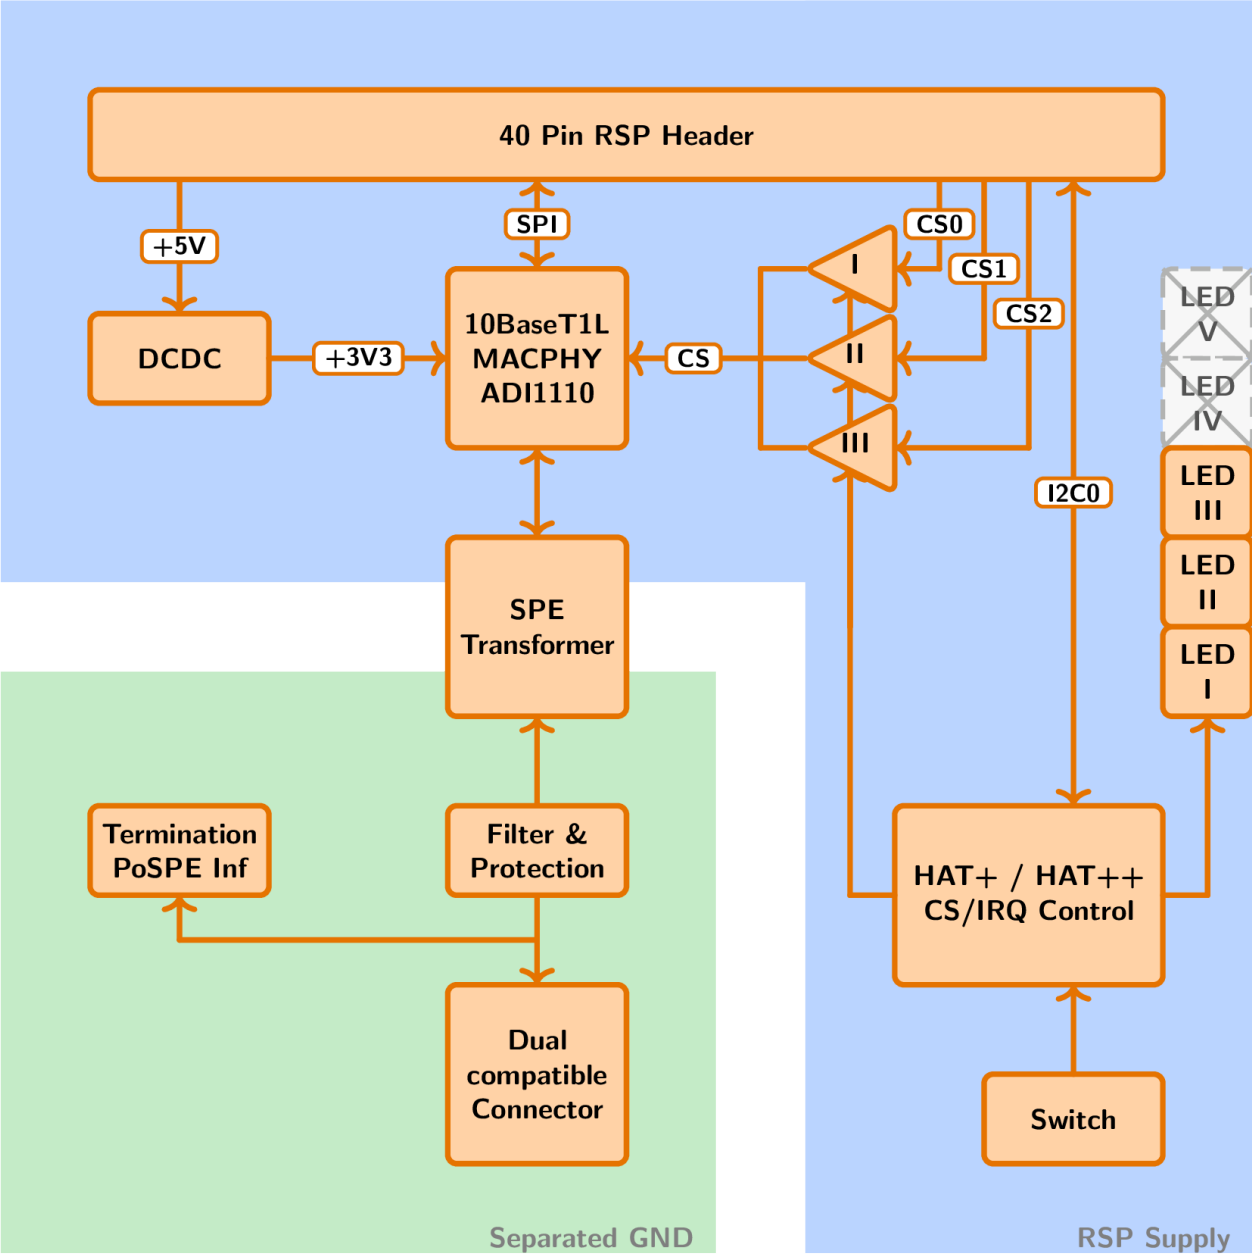 40 Pin RSP Header
+5V
SPI
CS0
CS1
CS2
DCDC
+3V3
10BaseT1L
MACPHY
ADI1110
CS
I
II
III
I2C0
LED
V
LED
IV
LED
III
LED
II
LED
I
SPE
Transformer
Termination
PoSPE Inf
Filter &
Protection
HAT+ / HAT++
CS/IRQ Control
Dual
compatible
Connector
Switch
Separated GND
RSP Supply